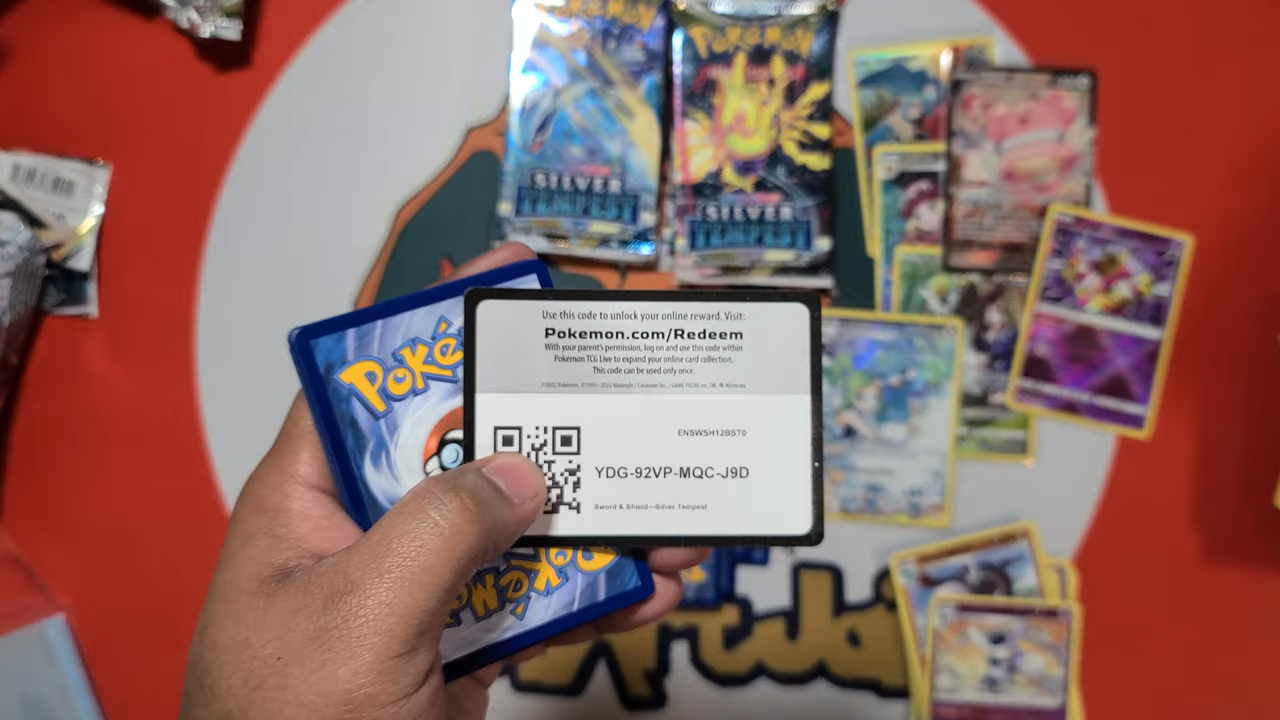 POKéMON
SILVER
TEMPEST
POKéMON
SILVER
TEMPEST
Poké
Use this code to unlock your online reward. Visit:
Pokemon.com/Redeem
With your parent's permission, log on and use this code within
Pokémon TCG Live to expand your online card collection.
This code can be used only once.
ENSWSH12BST0
YDG-92VP-MQC-J9D
Sword & Shield—Silver Tempest